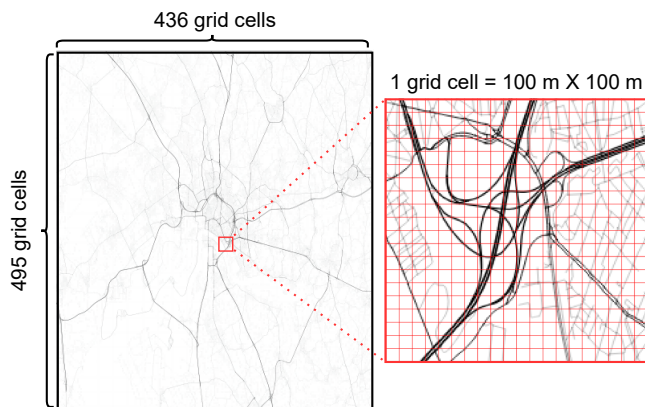 436 grid cells
1 grid cell = 100 m X 100 m
495 grid cells